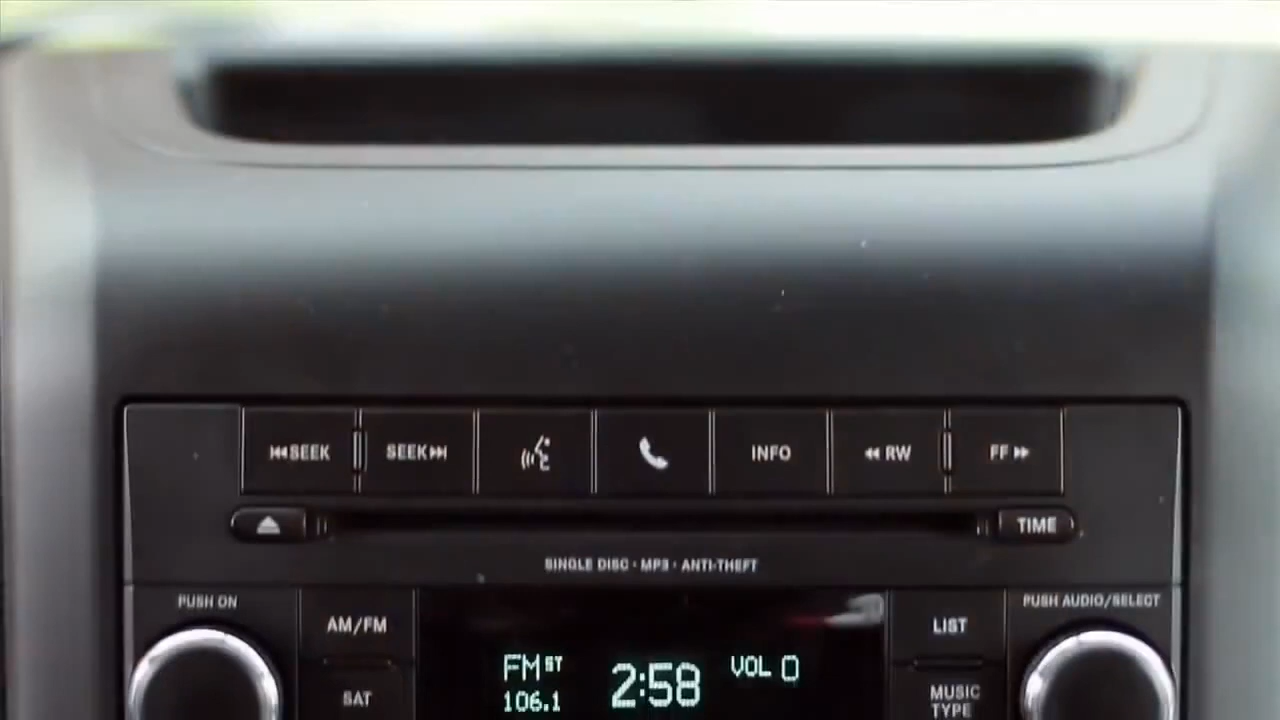 ⏮SEEK SEEK⏭ INFO ◀◀ RW FF ▶▶
TIME
SINGLE DISC · MP3 · ANTI-THEFT
PUSH ON
PUSH AUDIO/SELECT
AM/FM
LIST
FM ST
2:58
VOL 0
106.1
SAT
MUSIC
TYPE